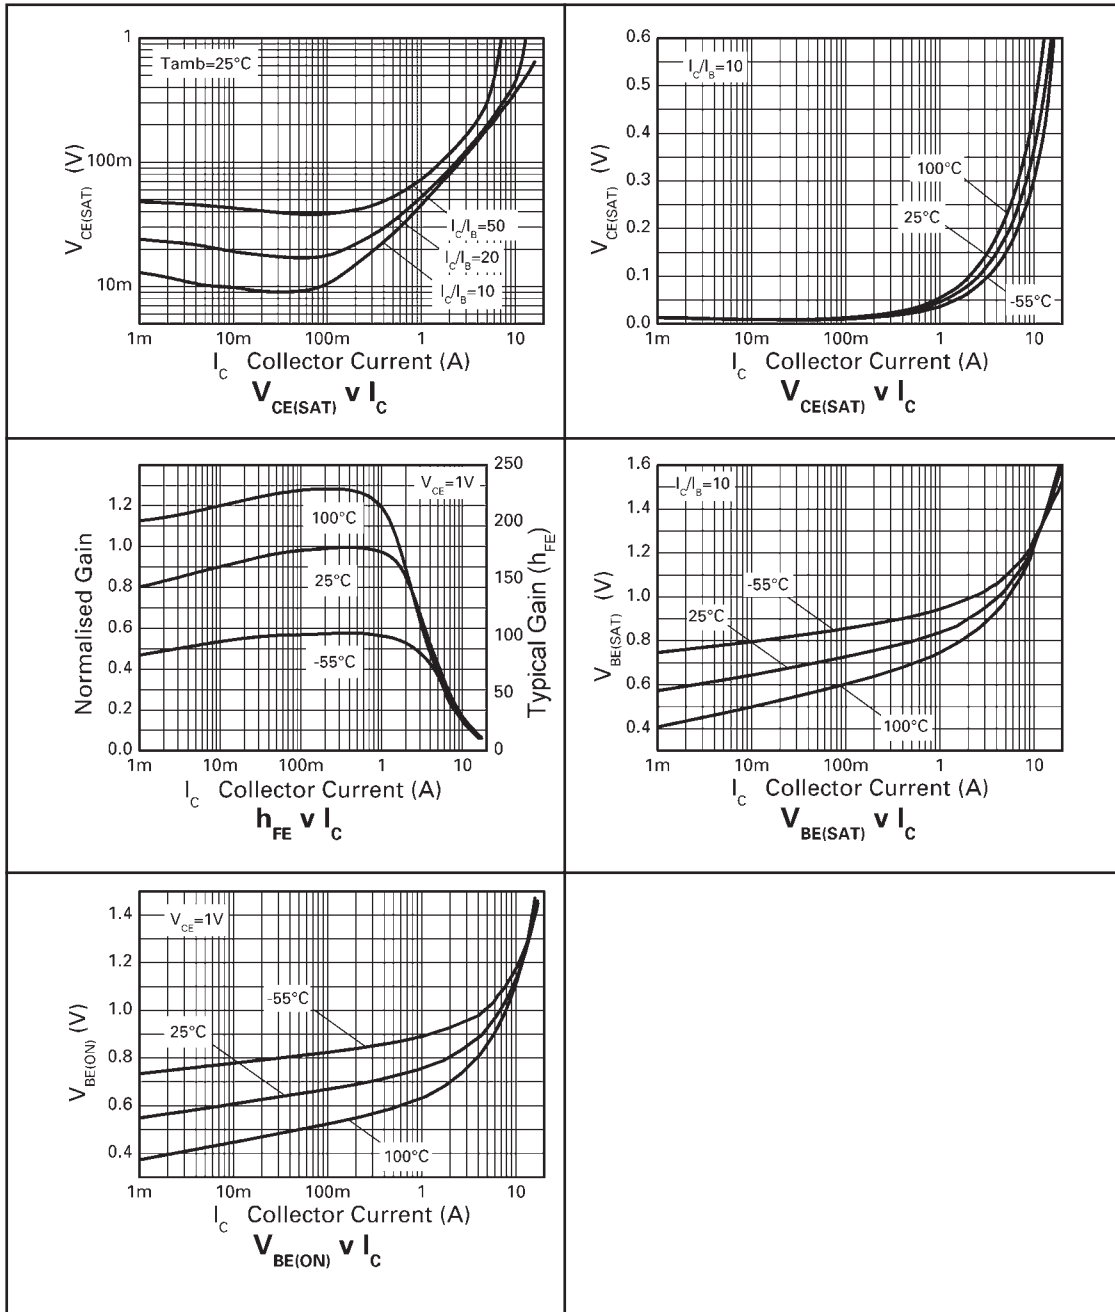 1
100m
10m
V_CE(SAT) (V)
Tamb=25°C
I_C/I_B=50
I_C/I_B=20
I_C/I_B=10
1m 10m 100m 1 10
I_C Collector Current (A)
V_CE(SAT) v I_C
0.6
0.5
0.4
0.3
0.2
0.1
0.0
V_CE(SAT) (V)
I_C/I_B=10
100°C
25°C
-55°C
1m 10m 100m 1 10
I_C Collector Current (A)
V_CE(SAT) v I_C
1.2
1.0
0.8
0.6
0.4
0.2
0.0
Normalised Gain
V_CE=1V
100°C
25°C
-55°C
250
200
150
100
50
0
Typical Gain (h_FE)
1m 10m 100m 1 10
I_C Collector Current (A)
h_FE v I_C
1.6
1.4
1.2
1.0
0.8
0.6
0.4
V_BE(SAT) (V)
I_C/I_B=10
-55°C
25°C
100°C
1m 10m 100m 1 10
I_C Collector Current (A)
V_BE(SAT) v I_C
1.4
1.2
1.0
0.8
0.6
0.4
V_BE(ON) (V)
V_CE=1V
-55°C
25°C
100°C
1m 10m 100m 1 10
I_C Collector Current (A)
V_BE(ON) v I_C